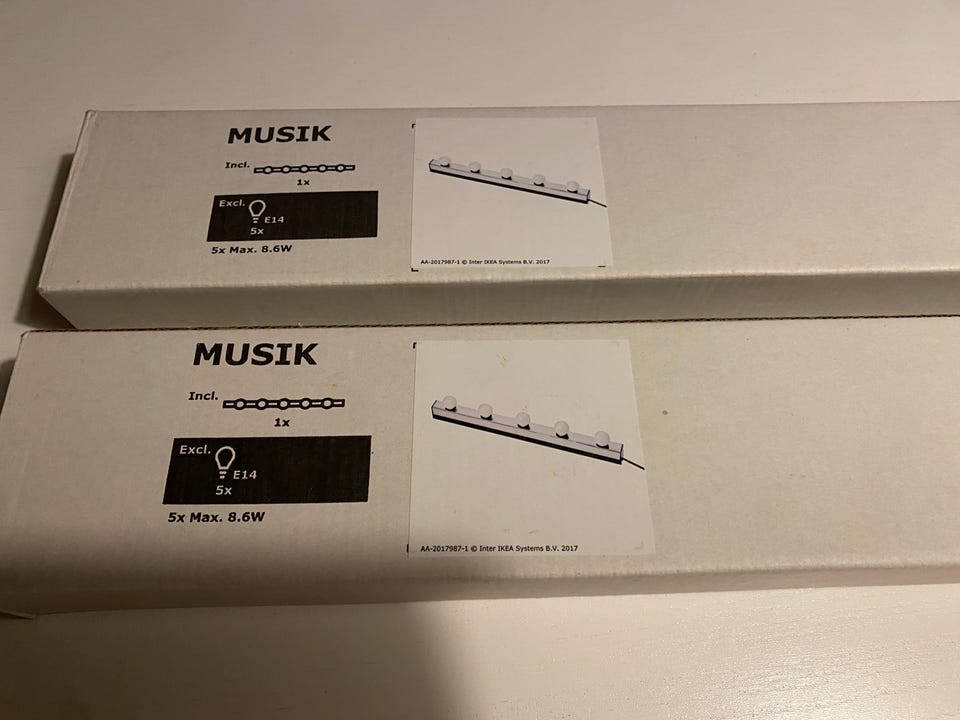 MUSIK
Incl.
1x
Excl.
E14
5x
5x Max. 8.6W
AA-2017987-1 © Inter IKEA Systems B.V. 2017
MUSIK
Incl.
1x
Excl.
E14
5x
5x Max. 8.6W
AA-2017987-1 © Inter IKEA Systems B.V. 2017